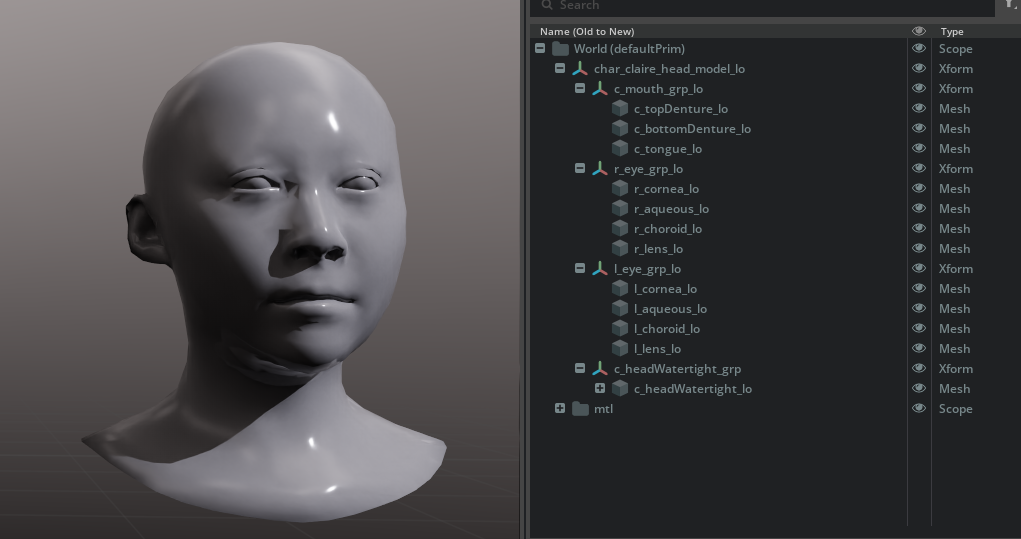 Search
Name (Old to New) Type
World (defaultPrim) Scope
char_claire_head_model_lo Xform
c_mouth_grp_lo Xform
c_topDenture_lo Mesh
c_bottomDenture_lo Mesh
c_tongue_lo Mesh
r_eye_grp_lo Xform
r_cornea_lo Mesh
r_aqueous_lo Mesh
r_choroid_lo Mesh
r_lens_lo Mesh
l_eye_grp_lo Xform
l_cornea_lo Mesh
l_aqueous_lo Mesh
l_choroid_lo Mesh
l_lens_lo Mesh
c_headWatertight_grp Xform
c_headWatertight_lo Mesh
mtl Scope